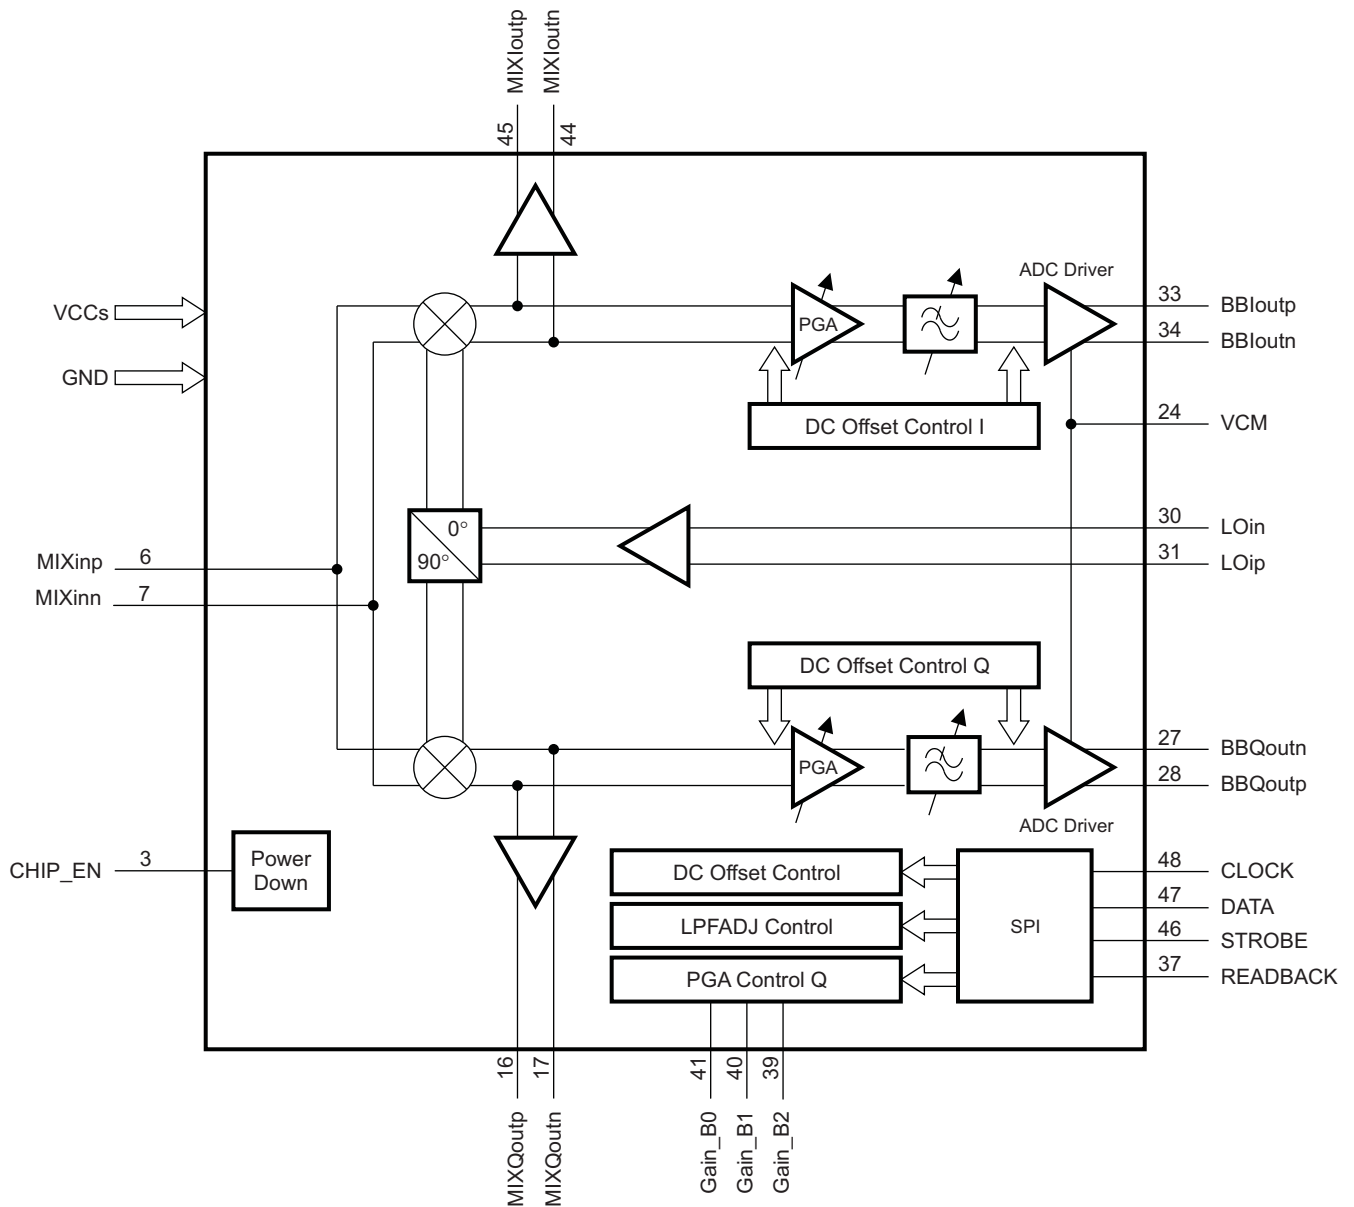 MIXIoutp
MIXIoutn
45
44
ADC Driver
VCCs
33
BBIoutp
PGA
34
BBIoutn
GND
24
VCM
DC Offset Control I
30
LOin
0°
MIXinp
6
90°
31
LOip
MIXinn
7
DC Offset Control Q
27
BBQoutn
PGA
28
BBQoutp
ADC Driver
CHIP_EN
3
Power
Down
DC Offset Control
48
CLOCK
47
DATA
LPFADJ Control
SPI
46
STROBE
PGA Control Q
37
READBACK
16
17
41
40
39
MIXQoutp
MIXQoutn
Gain_B0
Gain_B1
Gain_B2